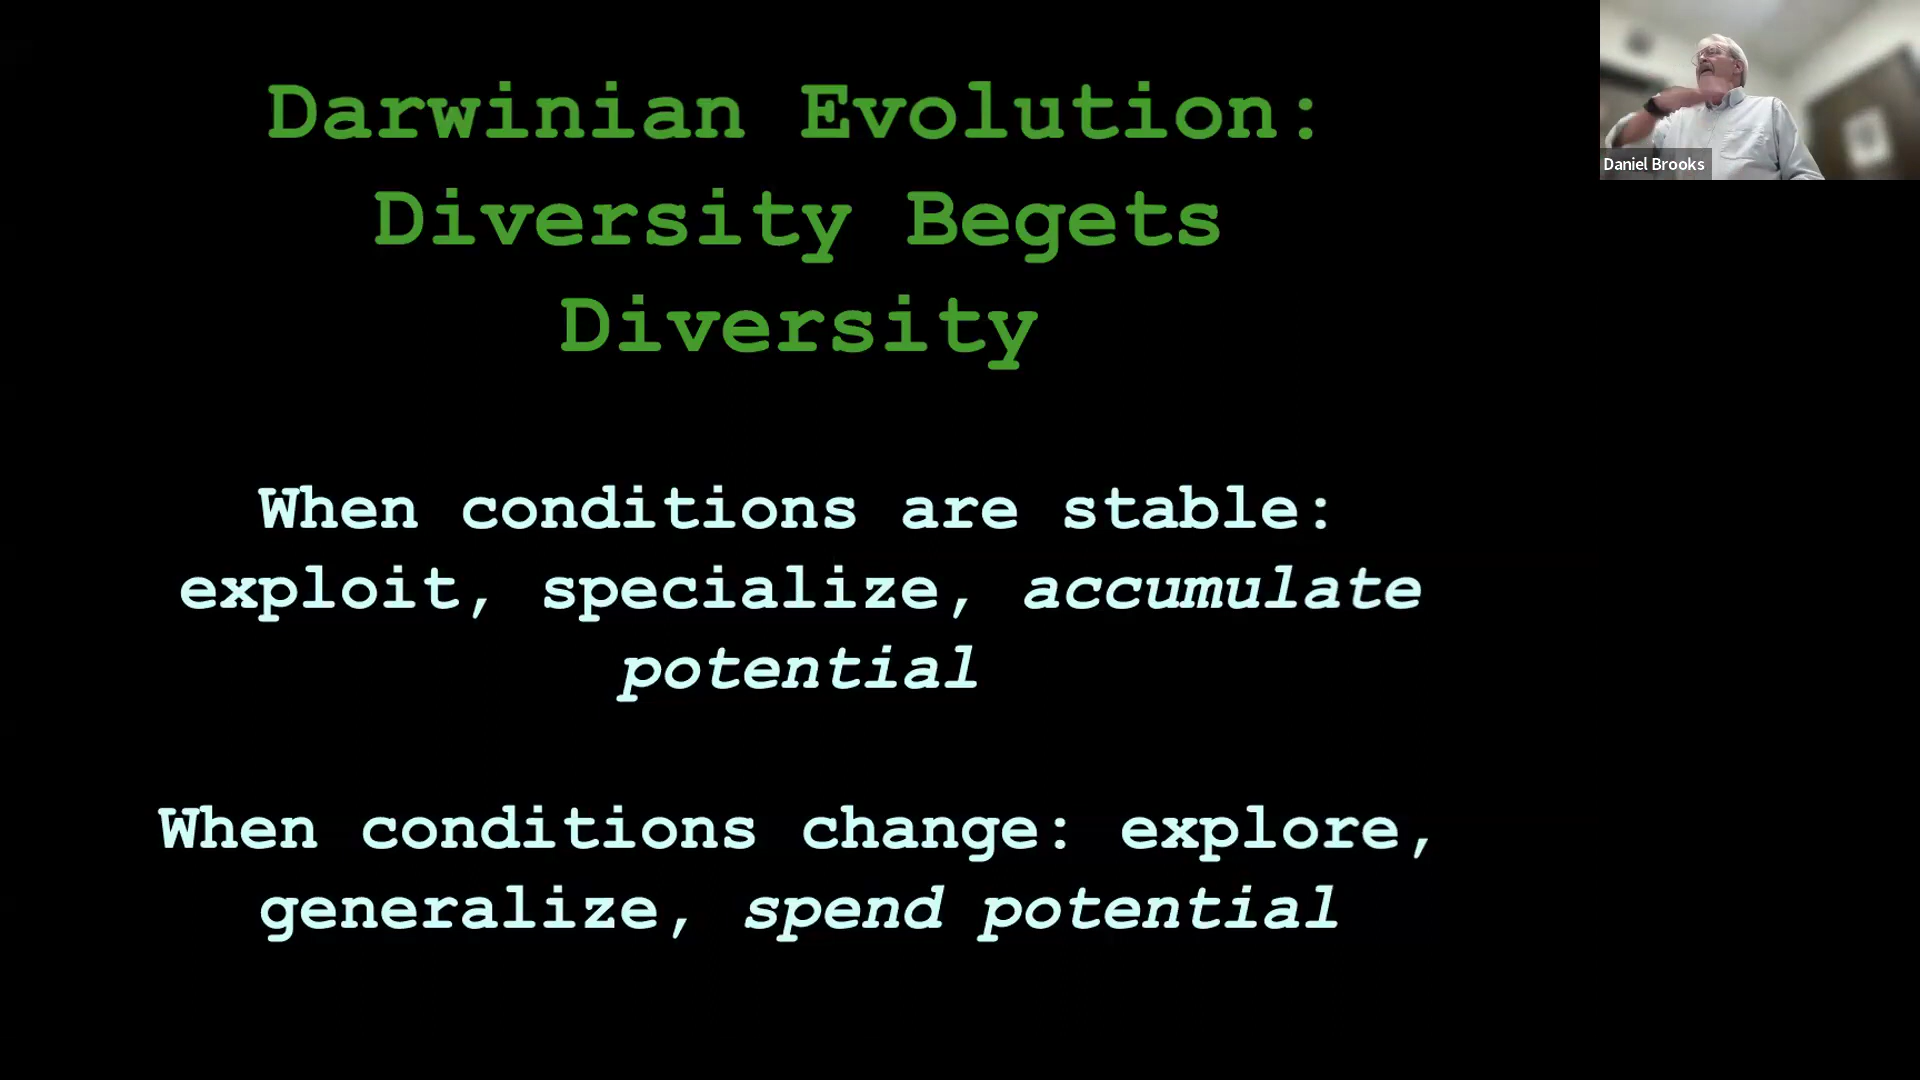 Darwinian Evolution:
Diversity Begets
Diversity
When conditions are stable:
exploit, specialize, accumulate
potential
When conditions change: explore,
generalize, spend potential
Daniel Brooks